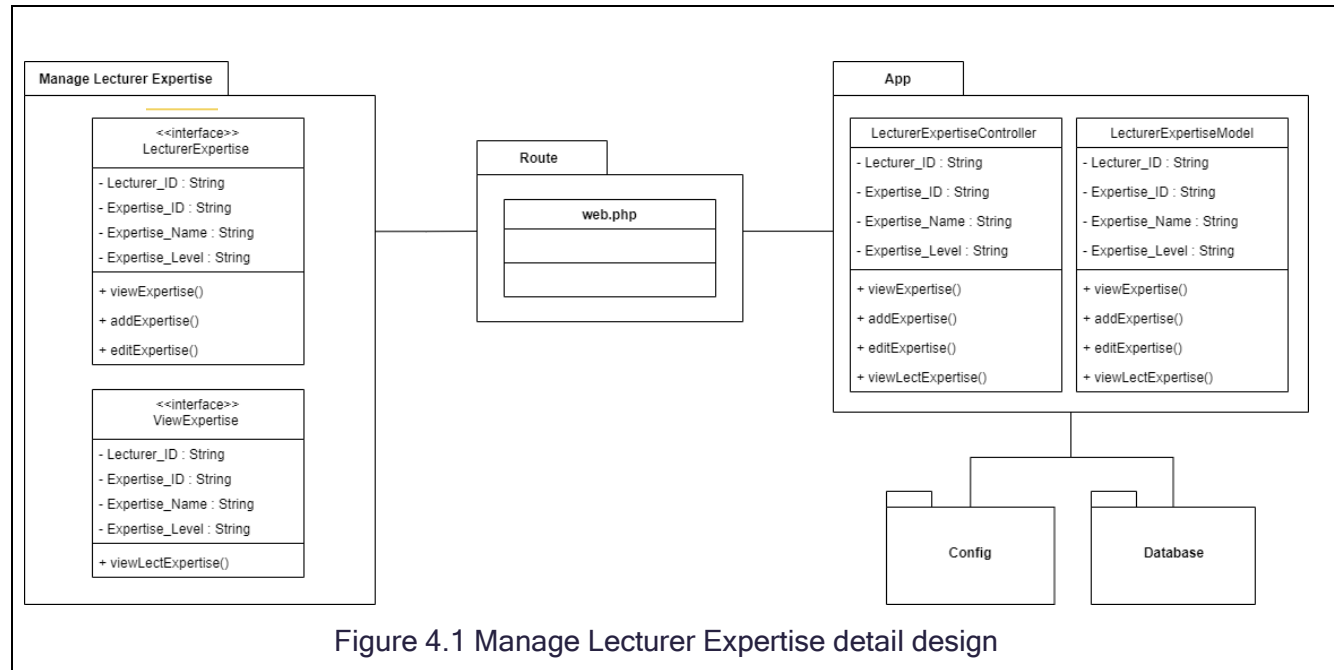 Manage Lecturer Expertise
<<interface>>
LecturerExpertise
- Lecturer_ID : String
- Expertise_ID : String
- Expertise_Name : String
- Expertise_Level : String
+ viewExpertise()
+ addExpertise()
+ editExpertise()
<<interface>>
ViewExpertise
- Lecturer_ID : String
- Expertise_ID : String
- Expertise_Name : String
- Expertise_Level : String
+ viewLectExpertise()
Route
web.php
App
LecturerExpertiseController
- Lecturer_ID : String
- Expertise_ID : String
- Expertise_Name : String
- Expertise_Level : String
+ viewExpertise()
+ addExpertise()
+ editExpertise()
+ viewLectExpertise()
LecturerExpertiseModel
- Lecturer_ID : String
- Expertise_ID : String
- Expertise_Name : String
- Expertise_Level : String
+ viewExpertise()
+ addExpertise()
+ editExpertise()
+ viewLectExpertise()
Config
Database
Figure 4.1 Manage Lecturer Expertise detail design